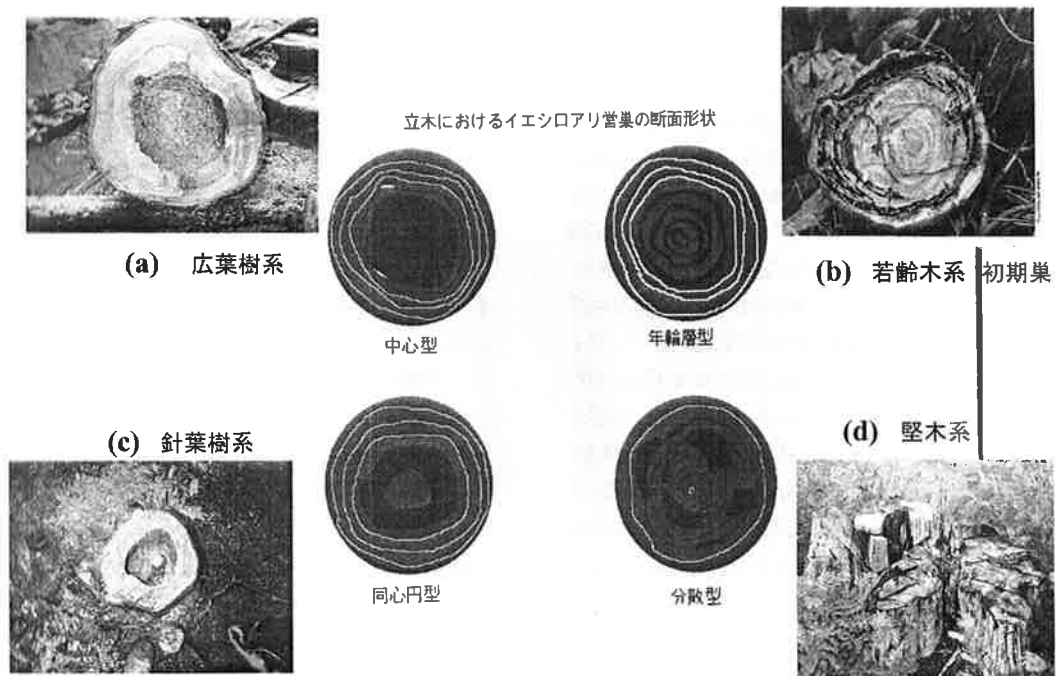 立木におけるイエシロアリ営巣の断面形状
(a) 広葉樹系
(b) 若齢木系 初期巣
中心型
年輪層型
(c) 針葉樹系
(d) 堅木系
同心円型
分散型